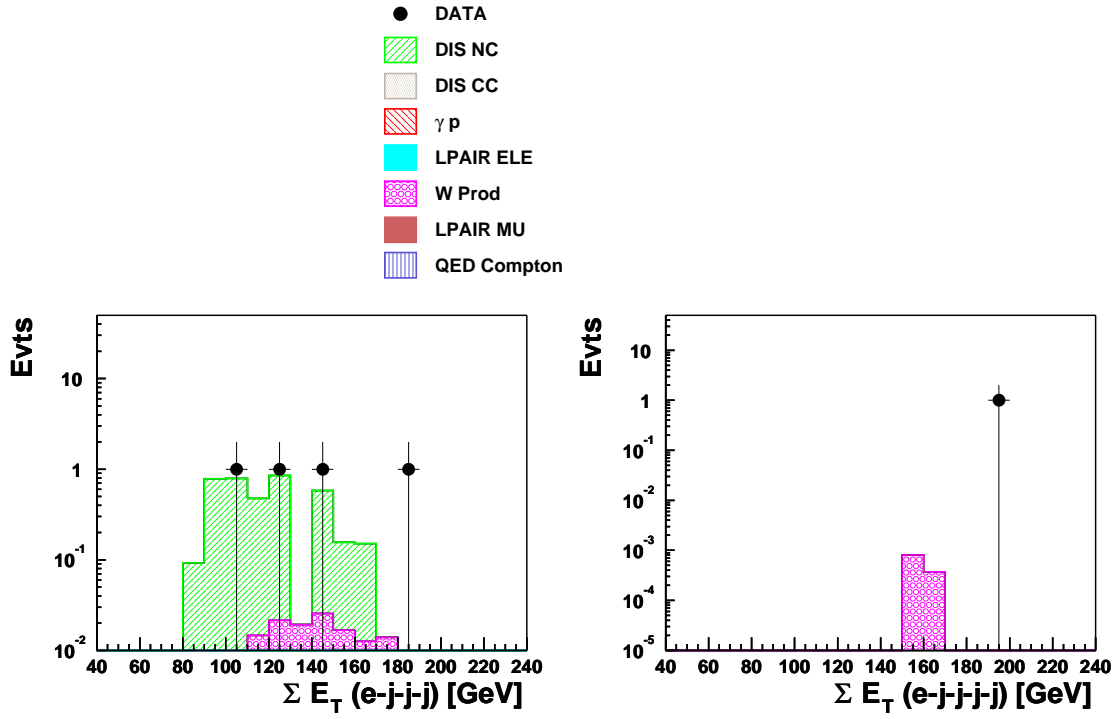 DATA
DIS NC
DIS CC
γ p
LPAIR ELE
W Prod
LPAIR MU
QED Compton
Evts
10
1
10⁻¹
10⁻²
40 60 80 100 120 140 160 180 200 220 240
Σ E_T (e-j-j-j) [GeV]
Evts
10
1
10⁻¹
10⁻²
10⁻³
10⁻⁴
10⁻⁵
40 60 80 100 120 140 160 180 200 220 240
Σ E_T (e-j-j-j-j) [GeV]